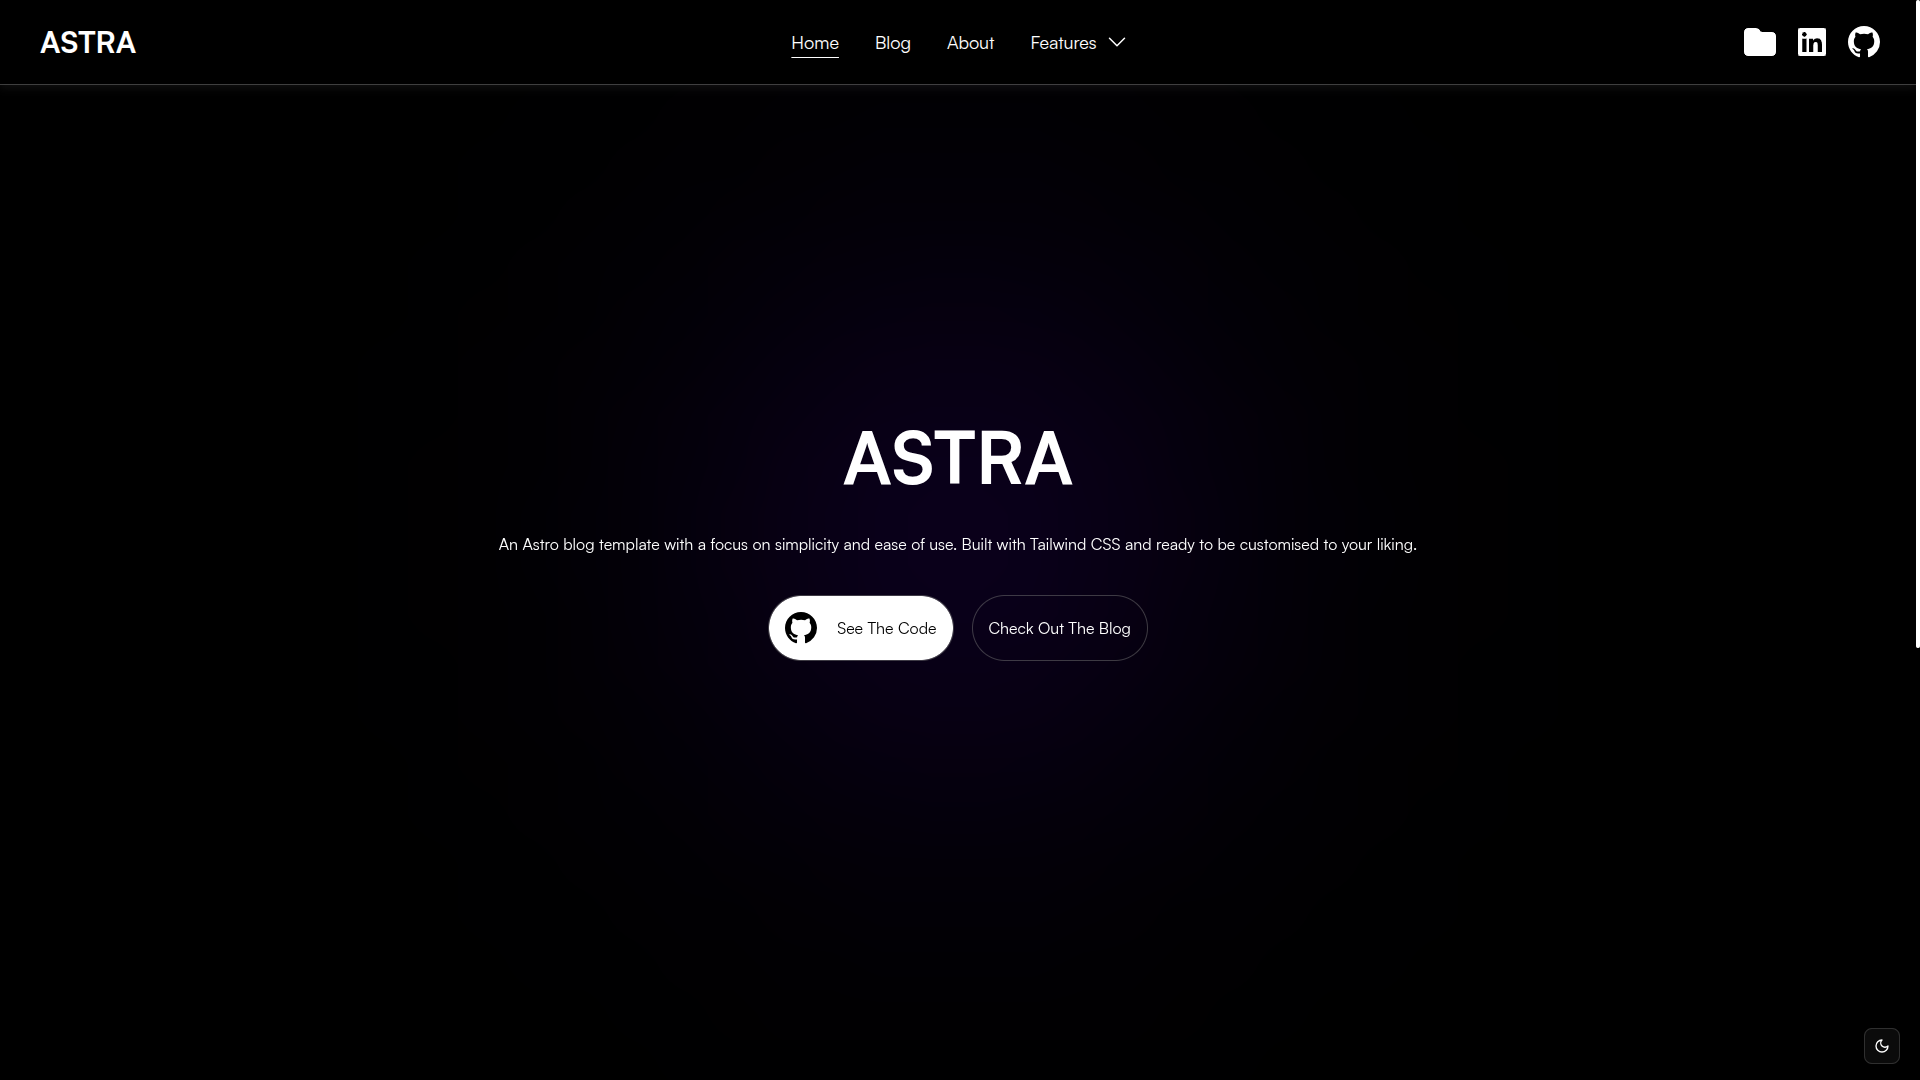 ASTRA
Home Blog About Features
ASTRA
An Astro blog template with a focus on simplicity and ease of use. Built with Tailwind CSS and ready to be customised to your liking.
See The Code Check Out The Blog